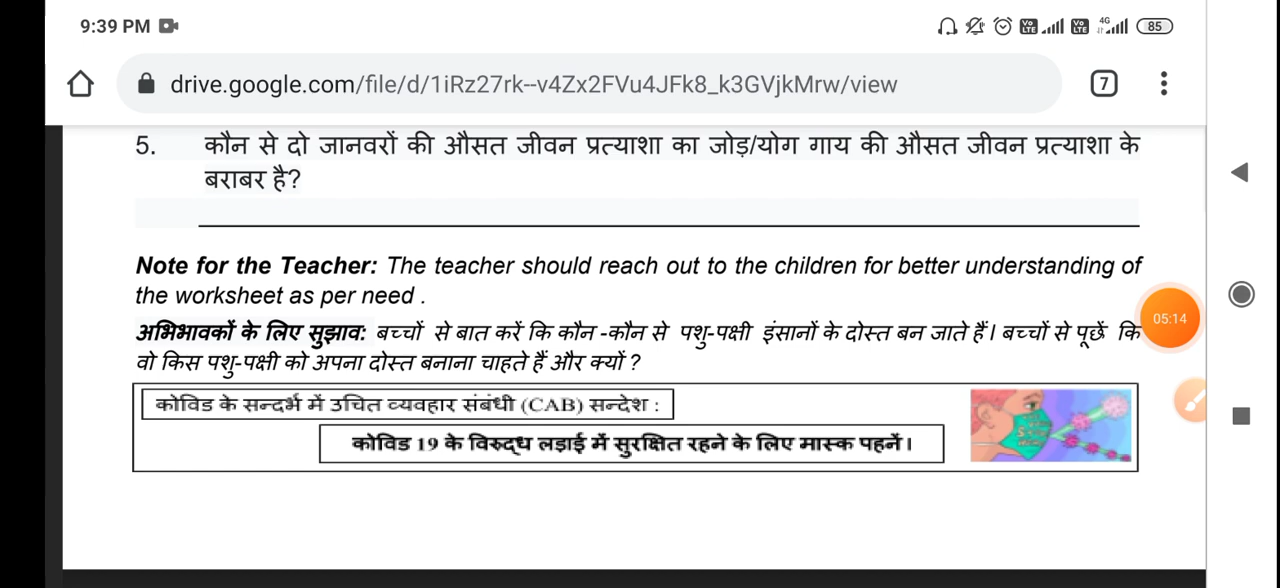 9:39 PM
4G
85
drive.google.com/file/d/1iRz27rk--v4Zx2FVu4JFk8_k3GVjkMrw/view
7
5. कौन से दो जानवरों की औसत जीवन प्रत्याशा का जोड़/योग गाय की औसत जीवन प्रत्याशा के
बराबर है?
Note for the Teacher: The teacher should reach out to the children for better understanding of
the worksheet as per need .
अभिभावकों के लिए सुझाव: बच्चों से बात करें कि कौन -कौन से पशु-पक्षी इंसानों के दोस्त बन जाते हैं। बच्चों से पूछें कि
05:14
वो किस पशु-पक्षी को अपना दोस्त बनाना चाहते हैं और क्यों ?
कोविड के सन्दर्भ में उचित व्यवहार संबंधी (CAB) सन्देश :
कोविड 19 के विरुद्ध लड़ाई में सुरक्षित रहने के लिए मास्क पहनें।